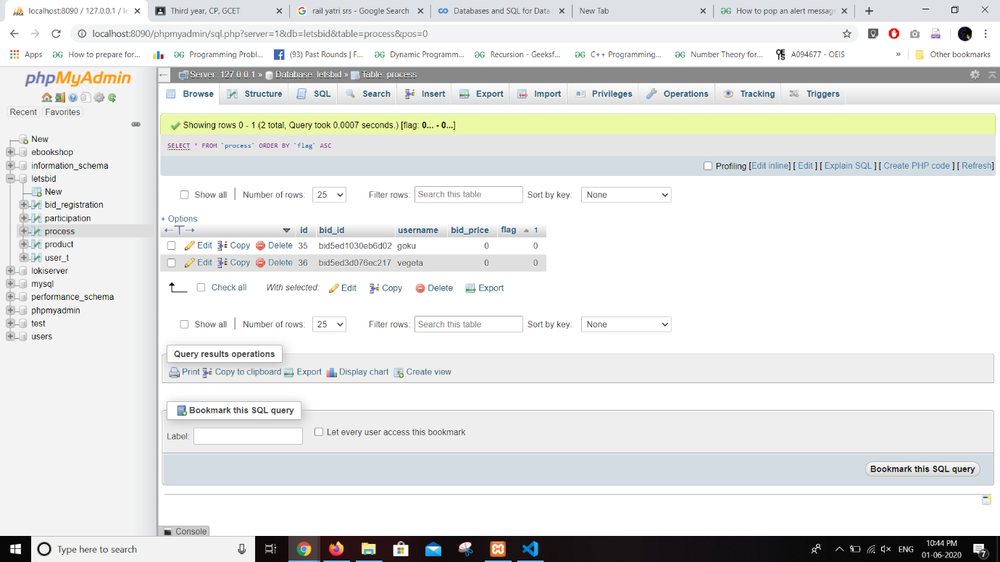 localhost:8090 / 127.0.0.1 / le
Third year, CP, GCET
rail yatri srs - Google Search
Databases and SQL for Data
New Tab
How to pop an alert message
localhost:8090/phpmyadmin/sql.php?server=1&db=letsbid&table=process&pos=0
Apps
How to prepare for...
Programming Probl...
(93) Past Rounds | F...
Dynamic Programm...
Recursion - Geeksf...
C++ Programming...
Number Theory for...
A094677 - OEIS
»
Other bookmarks
phpMyAdmin
Recent
Favorites
New
ebookshop
information_schema
letsbid
New
bid_registration
participation
process
product
user_t
lokiserver
mysql
performance_schema
phpmyadmin
test
users
Server: 127.0.0.1 » Database: letsbid » Table: process
Browse Structure SQL Search Insert Export Import Privileges Operations Tracking Triggers
Showing rows 0 - 1 (2 total, Query took 0.0007 seconds.) [flag: 0... - 0...]
SELECT * FROM `process` ORDER BY `flag` ASC
Profiling [Edit inline] [ Edit ] [ Explain SQL ] [ Create PHP code ] [ Refresh]
Show all | Number of rows: 25 Filter rows: Search this table Sort by key: None
+ Options
←T→ id bid_id username bid_price flag 1
Edit Copy Delete 35 bid5ed1030eb6d02 goku 0 0
Edit Copy Delete 36 bid5ed3d076ec217 vegeta 0 0
Check all With selected: Edit Copy Delete Export
Show all | Number of rows: 25 Filter rows: Search this table Sort by key: None
Query results operations
Print Copy to clipboard Export Display chart Create view
Bookmark this SQL query
Label: Let every user access this bookmark
Bookmark this SQL query
Console
Type here to search
ENG
10:44 PM
01-06-2020
7